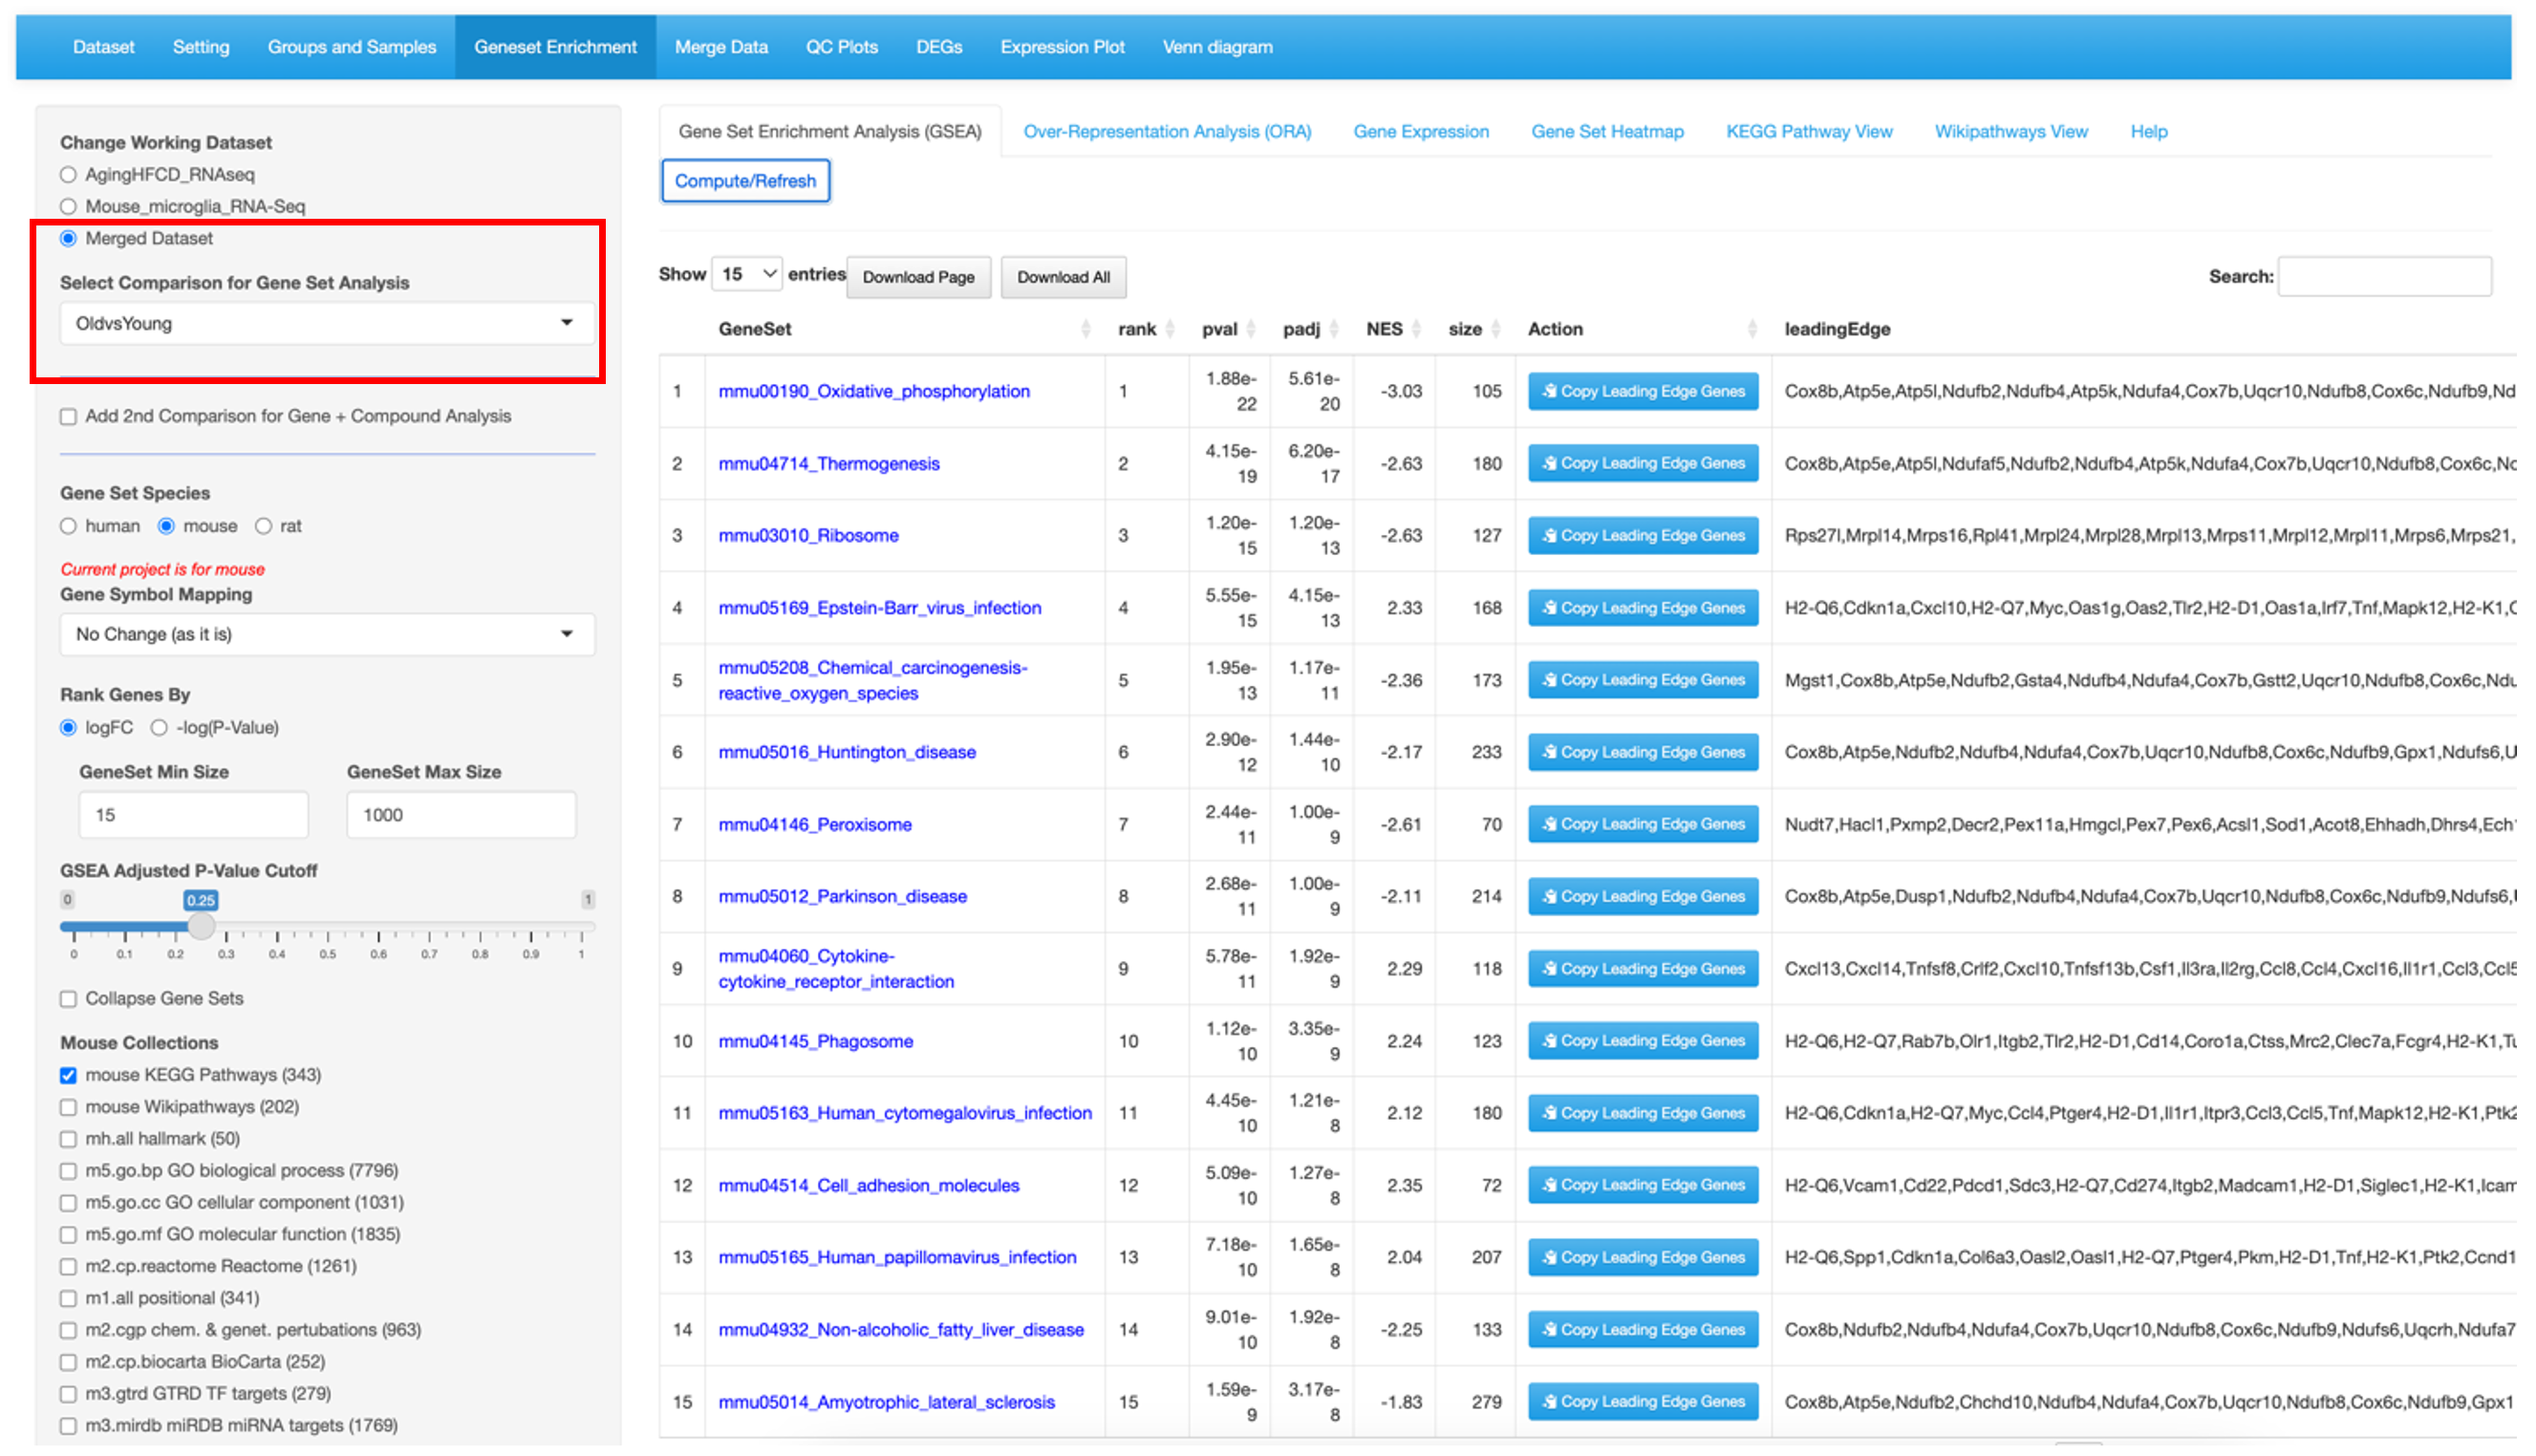 Dataset Setting Groups and Samples Geneset Enrichment Merge Data QC Plots DEGs Expression Plot Venn diagram
Change Working Dataset
AgingHFCD_RNAseq
Mouse_microglia_RNA-Seq
Merged Dataset
Select Comparison for Gene Set Analysis
OldvsYoung
Add 2nd Comparison for Gene + Compound Analysis
Gene Set Species
human mouse rat
Current project is for mouse
Gene Symbol Mapping
No Change (as it is)
Rank Genes By
logFC -log(P-Value)
GeneSet Min Size GeneSet Max Size
15 1000
GSEA Adjusted P-Value Cutoff
0 0.25 1
0 0.1 0.2 0.3 0.4 0.5 0.6 0.7 0.8 0.9 1
Collapse Gene Sets
Mouse Collections
mouse KEGG Pathways (343)
mouse Wikipathways (202)
mh.all hallmark (50)
m5.go.bp GO biological process (7796)
m5.go.cc GO cellular component (1031)
m5.go.mf GO molecular function (1835)
m2.cp.reactome Reactome (1261)
m1.all positional (341)
m2.cgp chem. & genet. pertubations (963)
m2.cp.biocarta BioCarta (252)
m3.gtrd GTRD TF targets (279)
m3.mirdb miRDB miRNA targets (1769)
Gene Set Enrichment Analysis (GSEA) Over-Representation Analysis (ORA) Gene Expression Gene Set Heatmap KEGG Pathway View Wikipathways View Help
Compute/Refresh
Show 15 entries Download Page Download All Search:
GeneSet rank pval padj NES size Action leadingEdge
1 mmu00190_Oxidative_phosphorylation 1 1.88e-22 5.61e-20 -3.03 105 Copy Leading Edge Genes Cox8b,Atp5e,Atp5l,Ndufb2,Ndufb4,Atp5k,Ndufa4,Cox7b,Uqcr10,Ndufb8,Cox6c,Ndufb9,Nd
2 mmu04714_Thermogenesis 2 4.15e-19 6.20e-17 -2.63 180 Copy Leading Edge Genes Cox8b,Atp5e,Atp5l,Ndufaf5,Ndufb2,Ndufb4,Atp5k,Ndufa4,Cox7b,Uqcr10,Ndufb8,Cox6c,
3 mmu03010_Ribosome 3 1.20e-15 1.20e-13 -2.63 127 Copy Leading Edge Genes Rps27l,Mrpl14,Mrps16,Rpl41,Mrpl24,Mrpl28,Mrpl13,Mrps11,Mrpl12,Mrpl11,Mrps6,Mrps21,
4 mmu05169_Epstein-Barr_virus_infection 4 5.55e-15 4.15e-13 2.33 168 Copy Leading Edge Genes H2-Q6,Cdkn1a,Cxcl10,H2-Q7,Myc,Oas1g,Oas2,Tlr2,H2-D1,Oas1a,Irf7,Tnf,Mapk12,H2-K1,
5 mmu05208_Chemical_carcinogenesis-reactive_oxygen_species 5 1.95e-13 1.17e-11 -2.36 173 Copy Leading Edge Genes Mgst1,Cox8b,Atp5e,Ndufb2,Gsta4,Ndufb4,Ndufa4,Cox7b,Gstt2,Uqcr10,Ndufb8,Cox6c,Ndu
6 mmu05016_Huntington_disease 6 2.90e-12 1.44e-10 -2.17 233 Copy Leading Edge Genes Cox8b,Atp5e,Ndufb2,Ndufb4,Ndufa4,Cox7b,Uqcr10,Ndufb8,Cox6c,Ndufb9,Gpx1,Ndufs6,U
7 mmu04146_Peroxisome 7 2.44e-11 1.00e-9 -2.61 70 Copy Leading Edge Genes Nudt7,Hacl1,Pxmp2,Decr2,Pex11a,Hmgcl,Pex7,Pex6,Acsl1,Sod1,Acot8,Ehhadh,Dhrs4,Ech
8 mmu05012_Parkinson_disease 8 2.68e-11 1.00e-9 -2.11 214 Copy Leading Edge Genes Cox8b,Atp5e,Dusp1,Ndufb2,Ndufb4,Ndufa4,Cox7b,Uqcr10,Ndufb8,Cox6c,Ndufb9,Ndufs6,
9 mmu04060_Cytokine-cytokine_receptor_interaction 9 5.78e-11 1.92e-9 2.29 118 Copy Leading Edge Genes Cxcl13,Cxcl14,Tnfsf8,Crlf2,Cxcl10,Tnfsf13b,Csf1,Il3ra,Il2rg,Ccl8,Ccl4,Cxcl16,Il1r1,Ccl3,Ccl5
10 mmu04145_Phagosome 10 1.12e-10 3.35e-9 2.24 123 Copy Leading Edge Genes H2-Q6,H2-Q7,Rab7b,Olr1,Itgb2,Tlr2,H2-D1,Cd14,Coro1a,Ctss,Mrc2,Clec7a,Fcgr4,H2-K1,Tu
11 mmu05163_Human_cytomegalovirus_infection 11 4.45e-10 1.21e-8 2.12 180 Copy Leading Edge Genes H2-Q6,Cdkn1a,H2-Q7,Myc,Ccl4,Ptger4,H2-D1,Il1r1,Itpr3,Ccl3,Ccl5,Tnf,Mapk12,H2-K1,Ptk2
12 mmu04514_Cell_adhesion_molecules 12 5.09e-10 1.27e-8 2.35 72 Copy Leading Edge Genes H2-Q6,Vcam1,Cd22,Pdcd1,Sdc3,H2-Q7,Cd274,Itgb2,Madcam1,H2-D1,Siglec1,H2-K1,Icam
13 mmu05165_Human_papillomavirus_infection 13 7.18e-10 1.65e-8 2.04 207 Copy Leading Edge Genes H2-Q6,Spp1,Cdkn1a,Col6a3,Oasl2,Oasl1,H2-Q7,Ptger4,Pkm,H2-D1,Tnf,H2-K1,Ptk2,Ccnd1
14 mmu04932_Non-alcoholic_fatty_liver_disease 14 9.01e-10 1.92e-8 -2.25 133 Copy Leading Edge Genes Cox8b,Ndufb2,Ndufb4,Ndufa4,Cox7b,Uqcr10,Ndufb8,Cox6c,Ndufb9,Ndufs6,Uqcrh,Ndufa7
15 mmu05014_Amyotrophic_lateral_sclerosis 15 1.59e-9 3.17e-8 -1.83 279 Copy Leading Edge Genes Cox8b,Atp5e,Ndufb2,Chchd10,Ndufb4,Ndufa4,Cox7b,Uqcr10,Ndufb8,Cox6c,Ndufb9,Gpx1